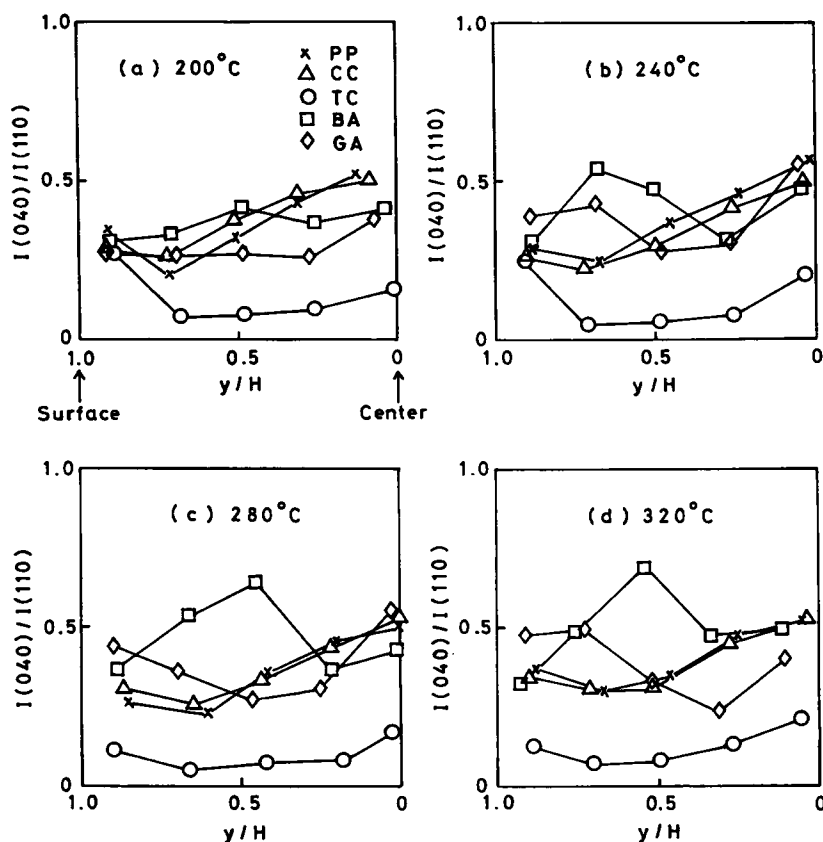 1.0
(a) 200°C
× PP
△ CC
○ TC
□ BA
◇ GA
I(040)/I(110)
0.5
0
1.0 0.5 0
y/H
Surface
Center
1.0
(b) 240°C
I(040)/I(110)
0.5
0
1.0 0.5 0
y/H
1.0
(c) 280°C
I(040)/I(110)
0.5
0
1.0 0.5 0
y/H
1.0
(d) 320°C
I(040)/I(110)
0.5
0
1.0 0.5 0
y/H